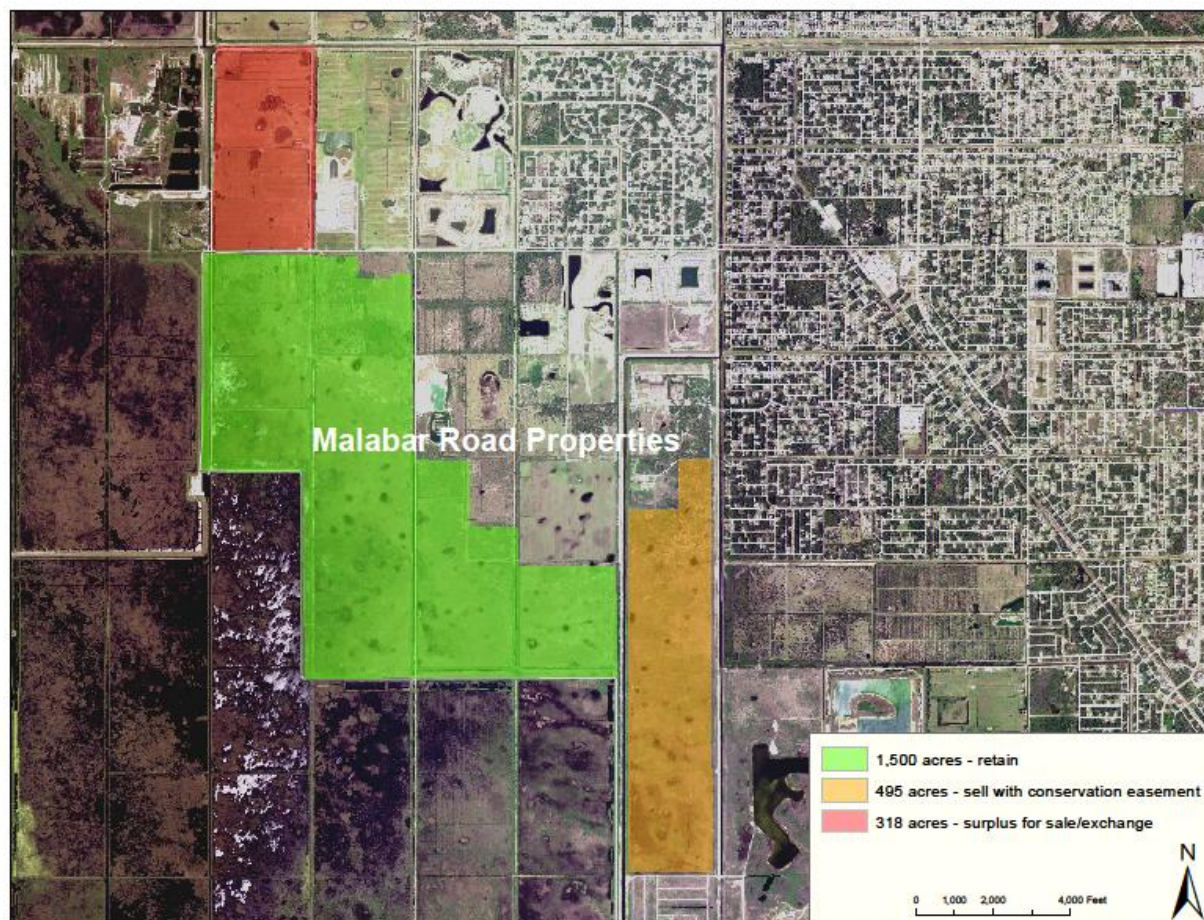 Malabar Road Properties
1,500 acres - retain
495 acres - sell with conservation easement
318 acres - surplus for sale/exchange
N
0 1,000 2,000 4,000 Feet